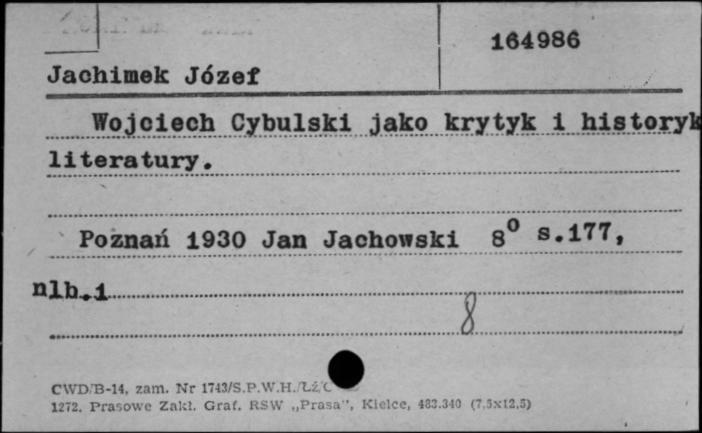 164986
Jachimek Józef
Wojciech Cybulski jako krytyk i historyk
literatury.
Poznań 1930 Jan Jachowski 8⁰ s.177,
nlb.1
8
CWD/B-14, zam. Nr 1743/S.P.W.H./Łź/C
1272. Prasowe Zakł. Graf. RSW „Prasa”, Kielce, 483.340 (7,5x12,5)